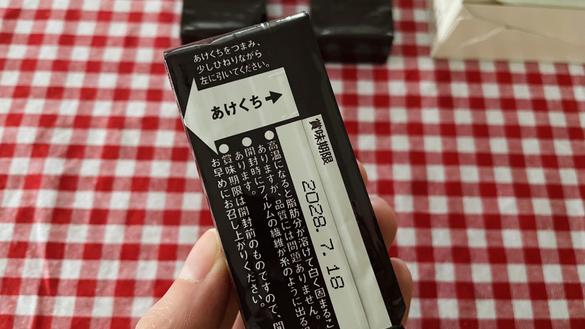 あけくちをつまみ、
少しひねりながら
左に引いてください。
あけくち→
賞味期限
2028. 7. 18
●高温になると脂肪分が溶けて白く固まるこ
ありますが、品質には問題ありません。
●開封時にフィルムの繊維が糸のように出る
あります。
●賞味期限は開封前のものですので、開
お早めにお召し上がりください。